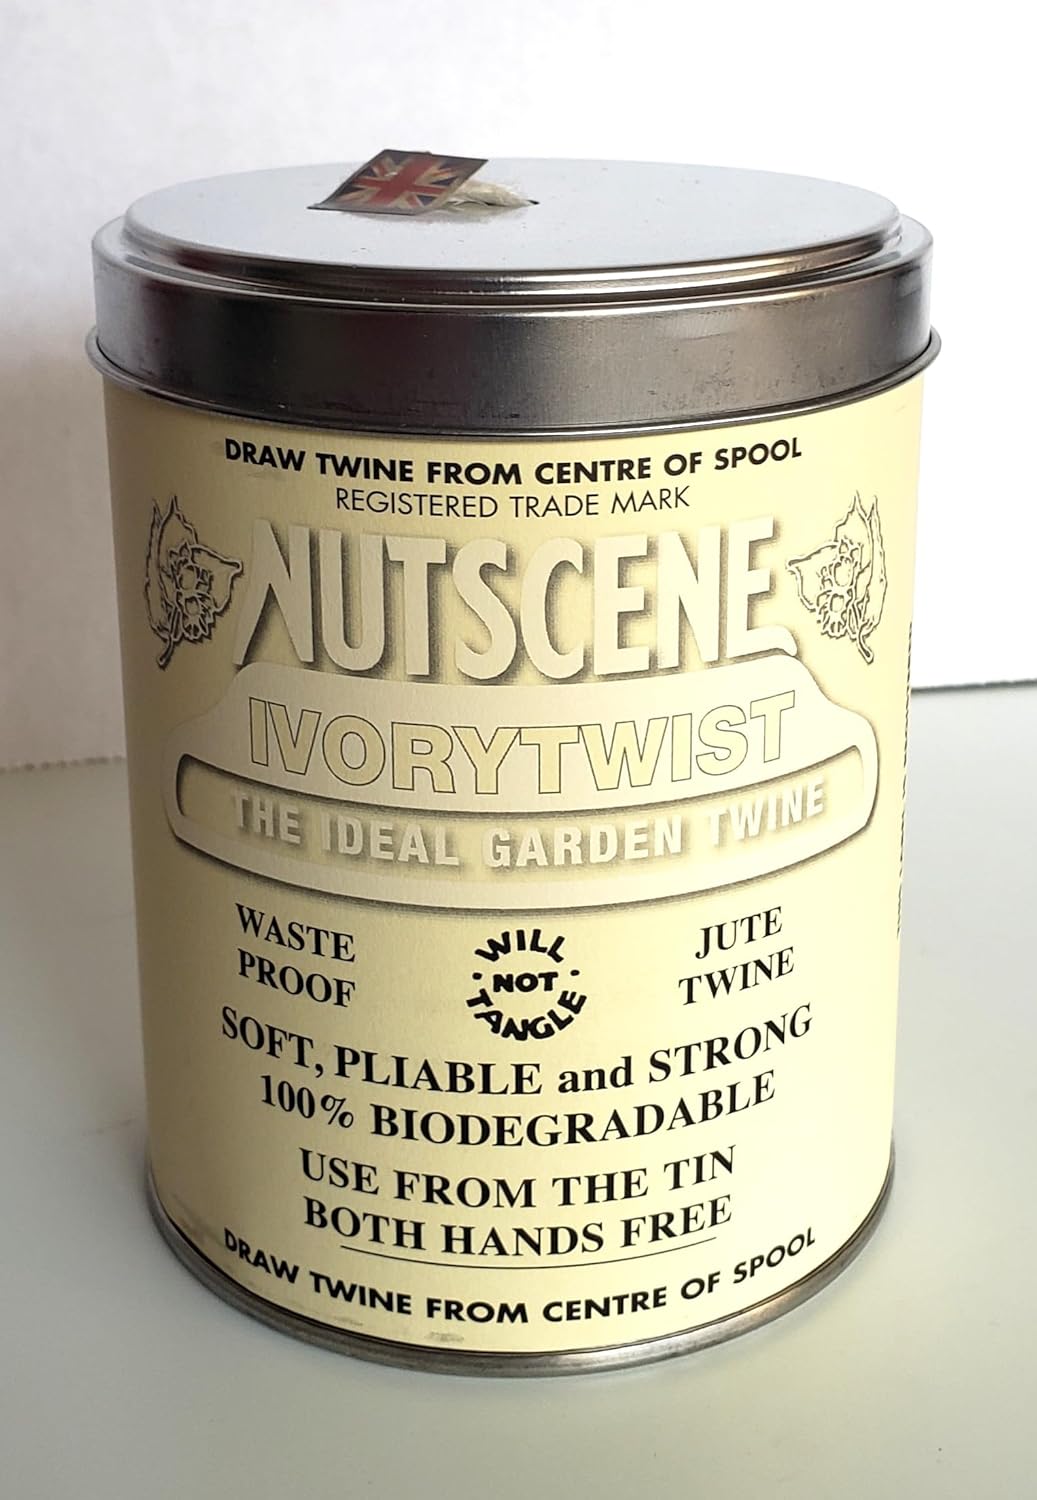 DRAW TWINE FROM CENTRE OF SPOOL
REGISTERED TRADE MARK
NUTSCENE
IVORYTWIST
THE IDEAL GARDEN TWINE
WASTE
PROOF
WILL
· NOT ·
TANGLE
JUTE
TWINE
SOFT, PLIABLE and STRONG
100% BIODEGRADABLE
USE FROM THE TIN
BOTH HANDS FREE
DRAW TWINE FROM CENTRE OF SPOOL